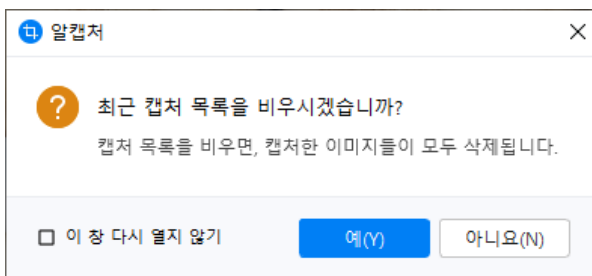 알캡처
최근 캡처 목록을 비우시겠습니까?
캡처 목록을 비우면, 캡처한 이미지들이 모두 삭제됩니다.
이 창 다시 열지 않기
예(Y)
아니요(N)